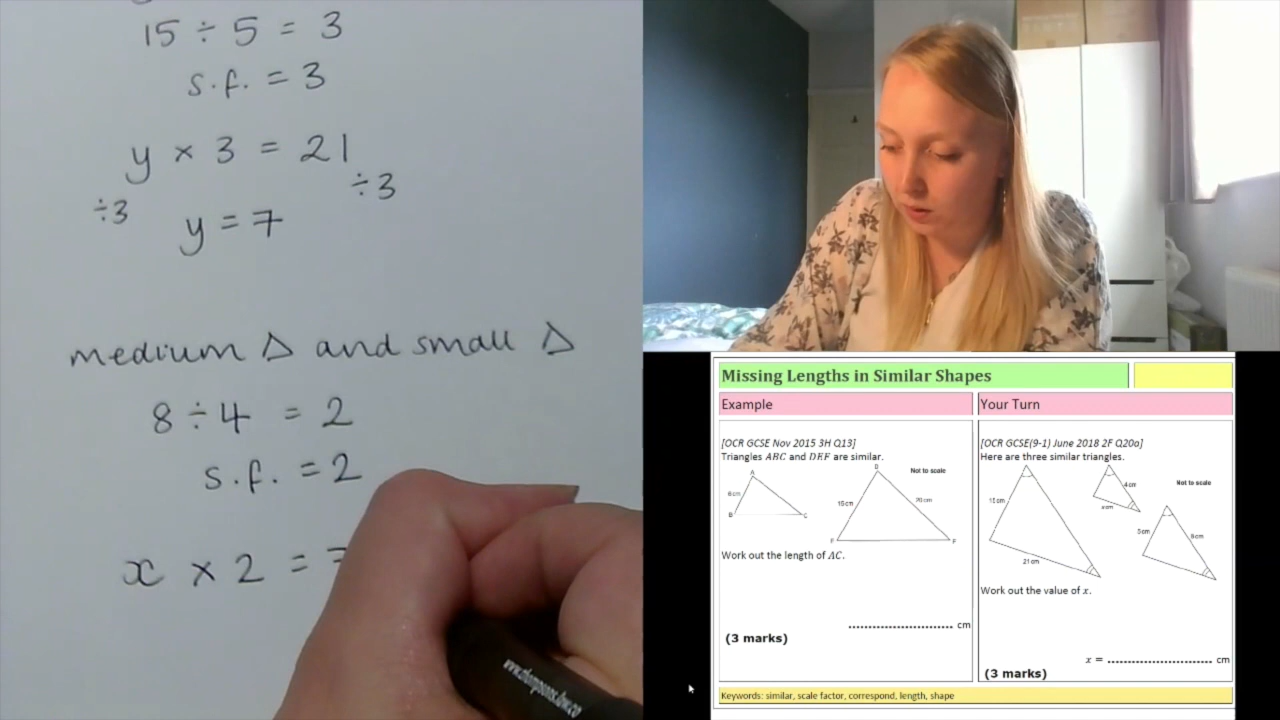 15 ÷ 5 = 3
s.f. = 3
y × 3 = 21
÷3 ÷3
y = 7
medium △ and small △
8 ÷ 4 = 2
s.f. = 2
x × 2 = 7
Missing Lengths in Similar Shapes
Example
[OCR GCSE Nov 2015 3H Q13]
Triangles ABC and DEF are similar.
Not to scale
A
B
C
D
F
15cm
20cm
Work out the length of AC.
cm
(3 marks)
Your Turn
[OCR GCSE(9-1) June 2018 2F Q20a]
Here are three similar triangles.
Not to scale
15cm
21cm
4cm
5cm
8cm
Work out the value of x.
x = cm
(3 marks)
Keywords: similar, scale factor, correspond, length, shape